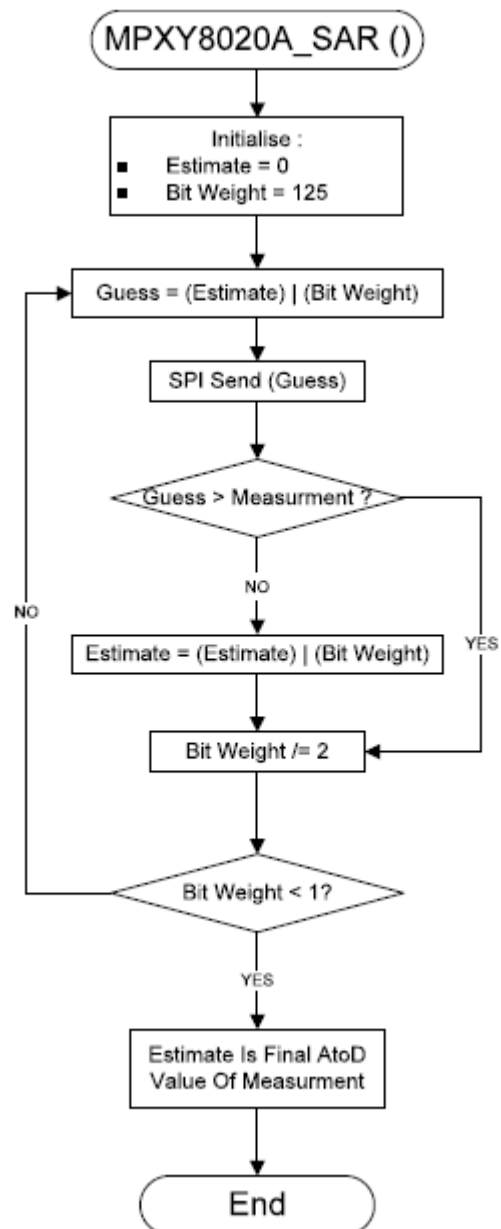 MPXY8020A_SAR ()
Initialise :
▪ Estimate = 0
▪ Bit Weight = 125
Guess = (Estimate) | (Bit Weight)
SPI Send (Guess)
Guess > Measurment ?
NO
YES
NO
Estimate = (Estimate) | (Bit Weight)
Bit Weight /= 2
Bit Weight < 1?
YES
Estimate Is Final AtoD
Value Of Measurment
End